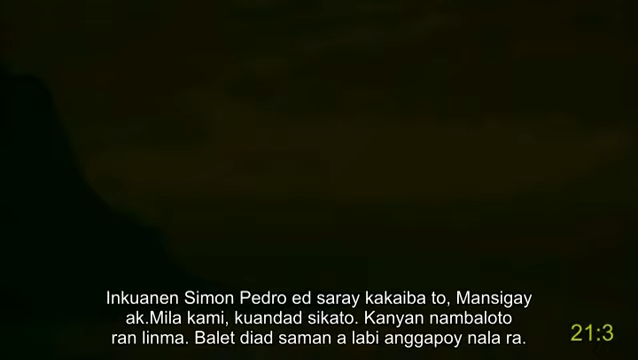 Inkuanen Simon Pedro ed saray kakaiba to, Mansigay
ak.Mila kami, kuandad sikato. Kanyan nambaloto
ran linma. Balet diad saman a labi anggapoy nala ra.
21:3